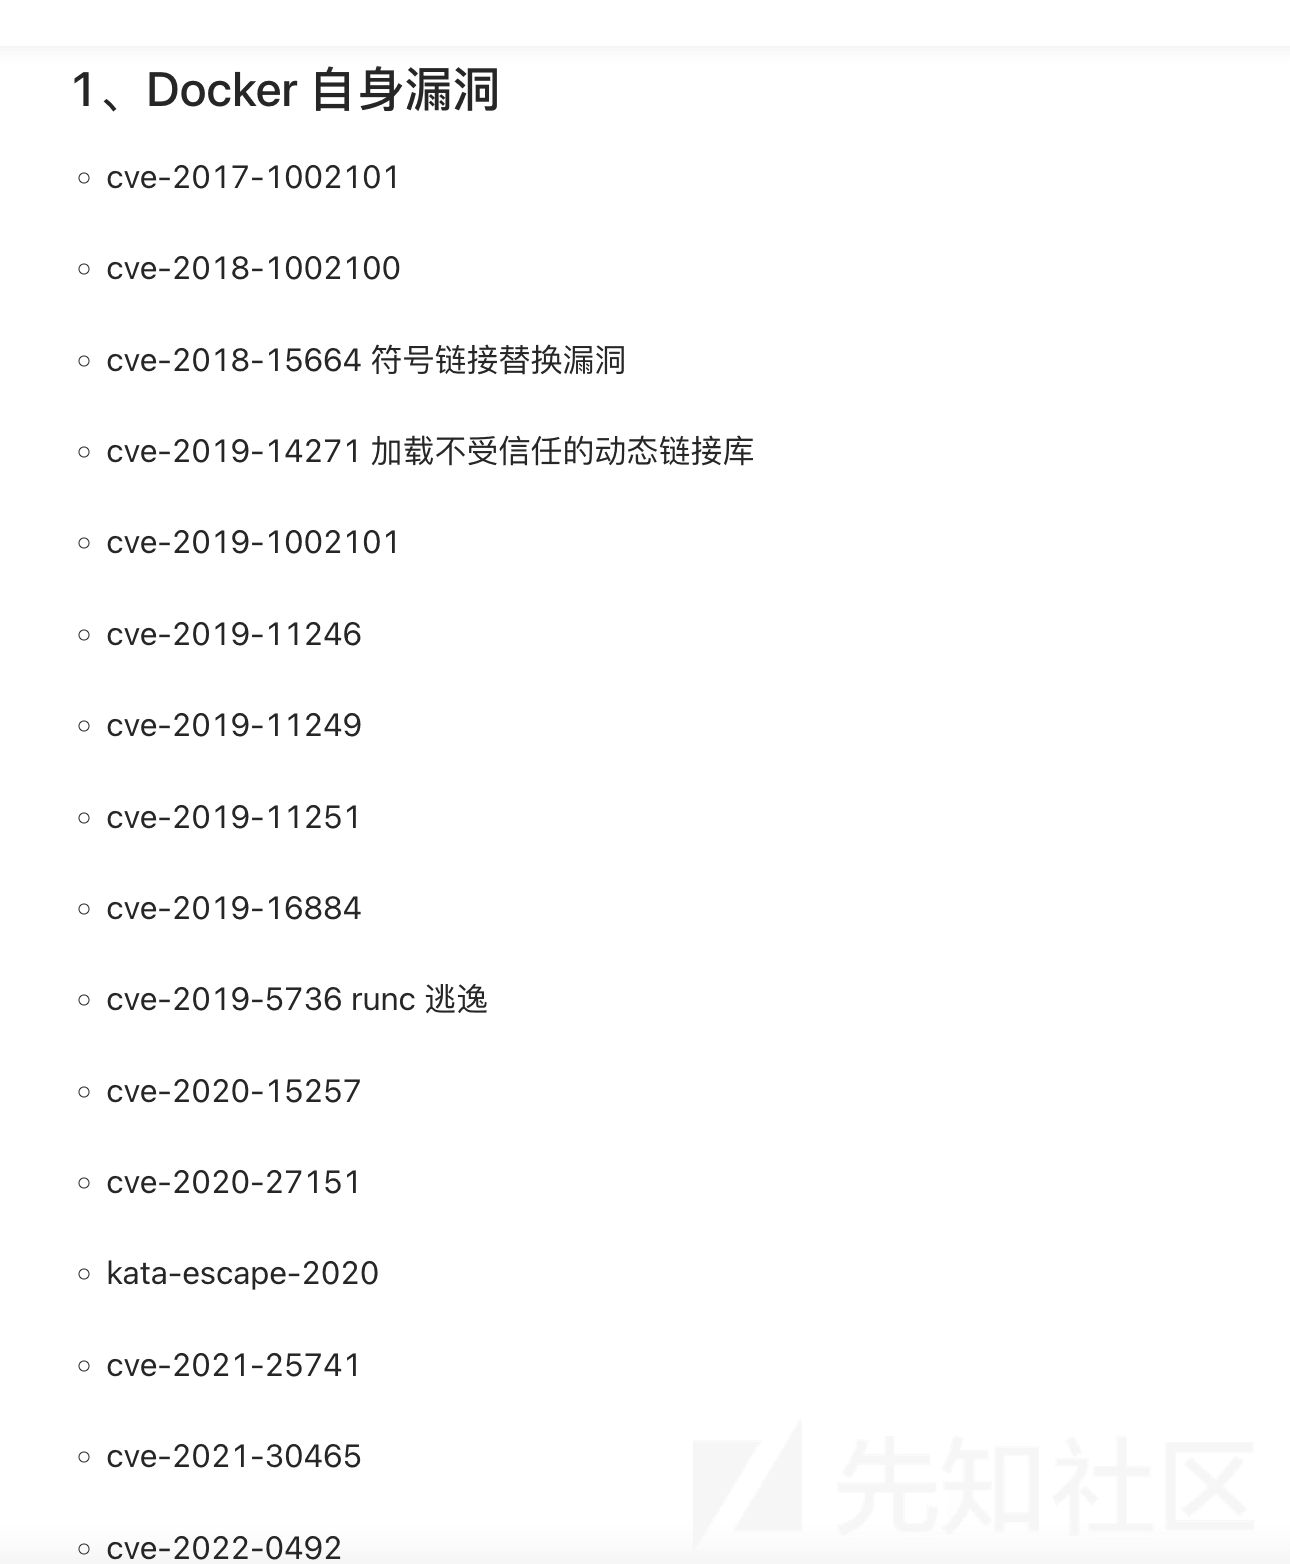 1、Docker 自身漏洞
cve-2017-1002101
cve-2018-1002100
cve-2018-15664 符号链接替换漏洞
cve-2019-14271 加载不受信任的动态链接库
cve-2019-1002101
cve-2019-11246
cve-2019-11249
cve-2019-11251
cve-2019-16884
cve-2019-5736 runc 逃逸
cve-2020-15257
cve-2020-27151
kata-escape-2020
cve-2021-25741
cve-2021-30465
先知社区
cve-2022-0492